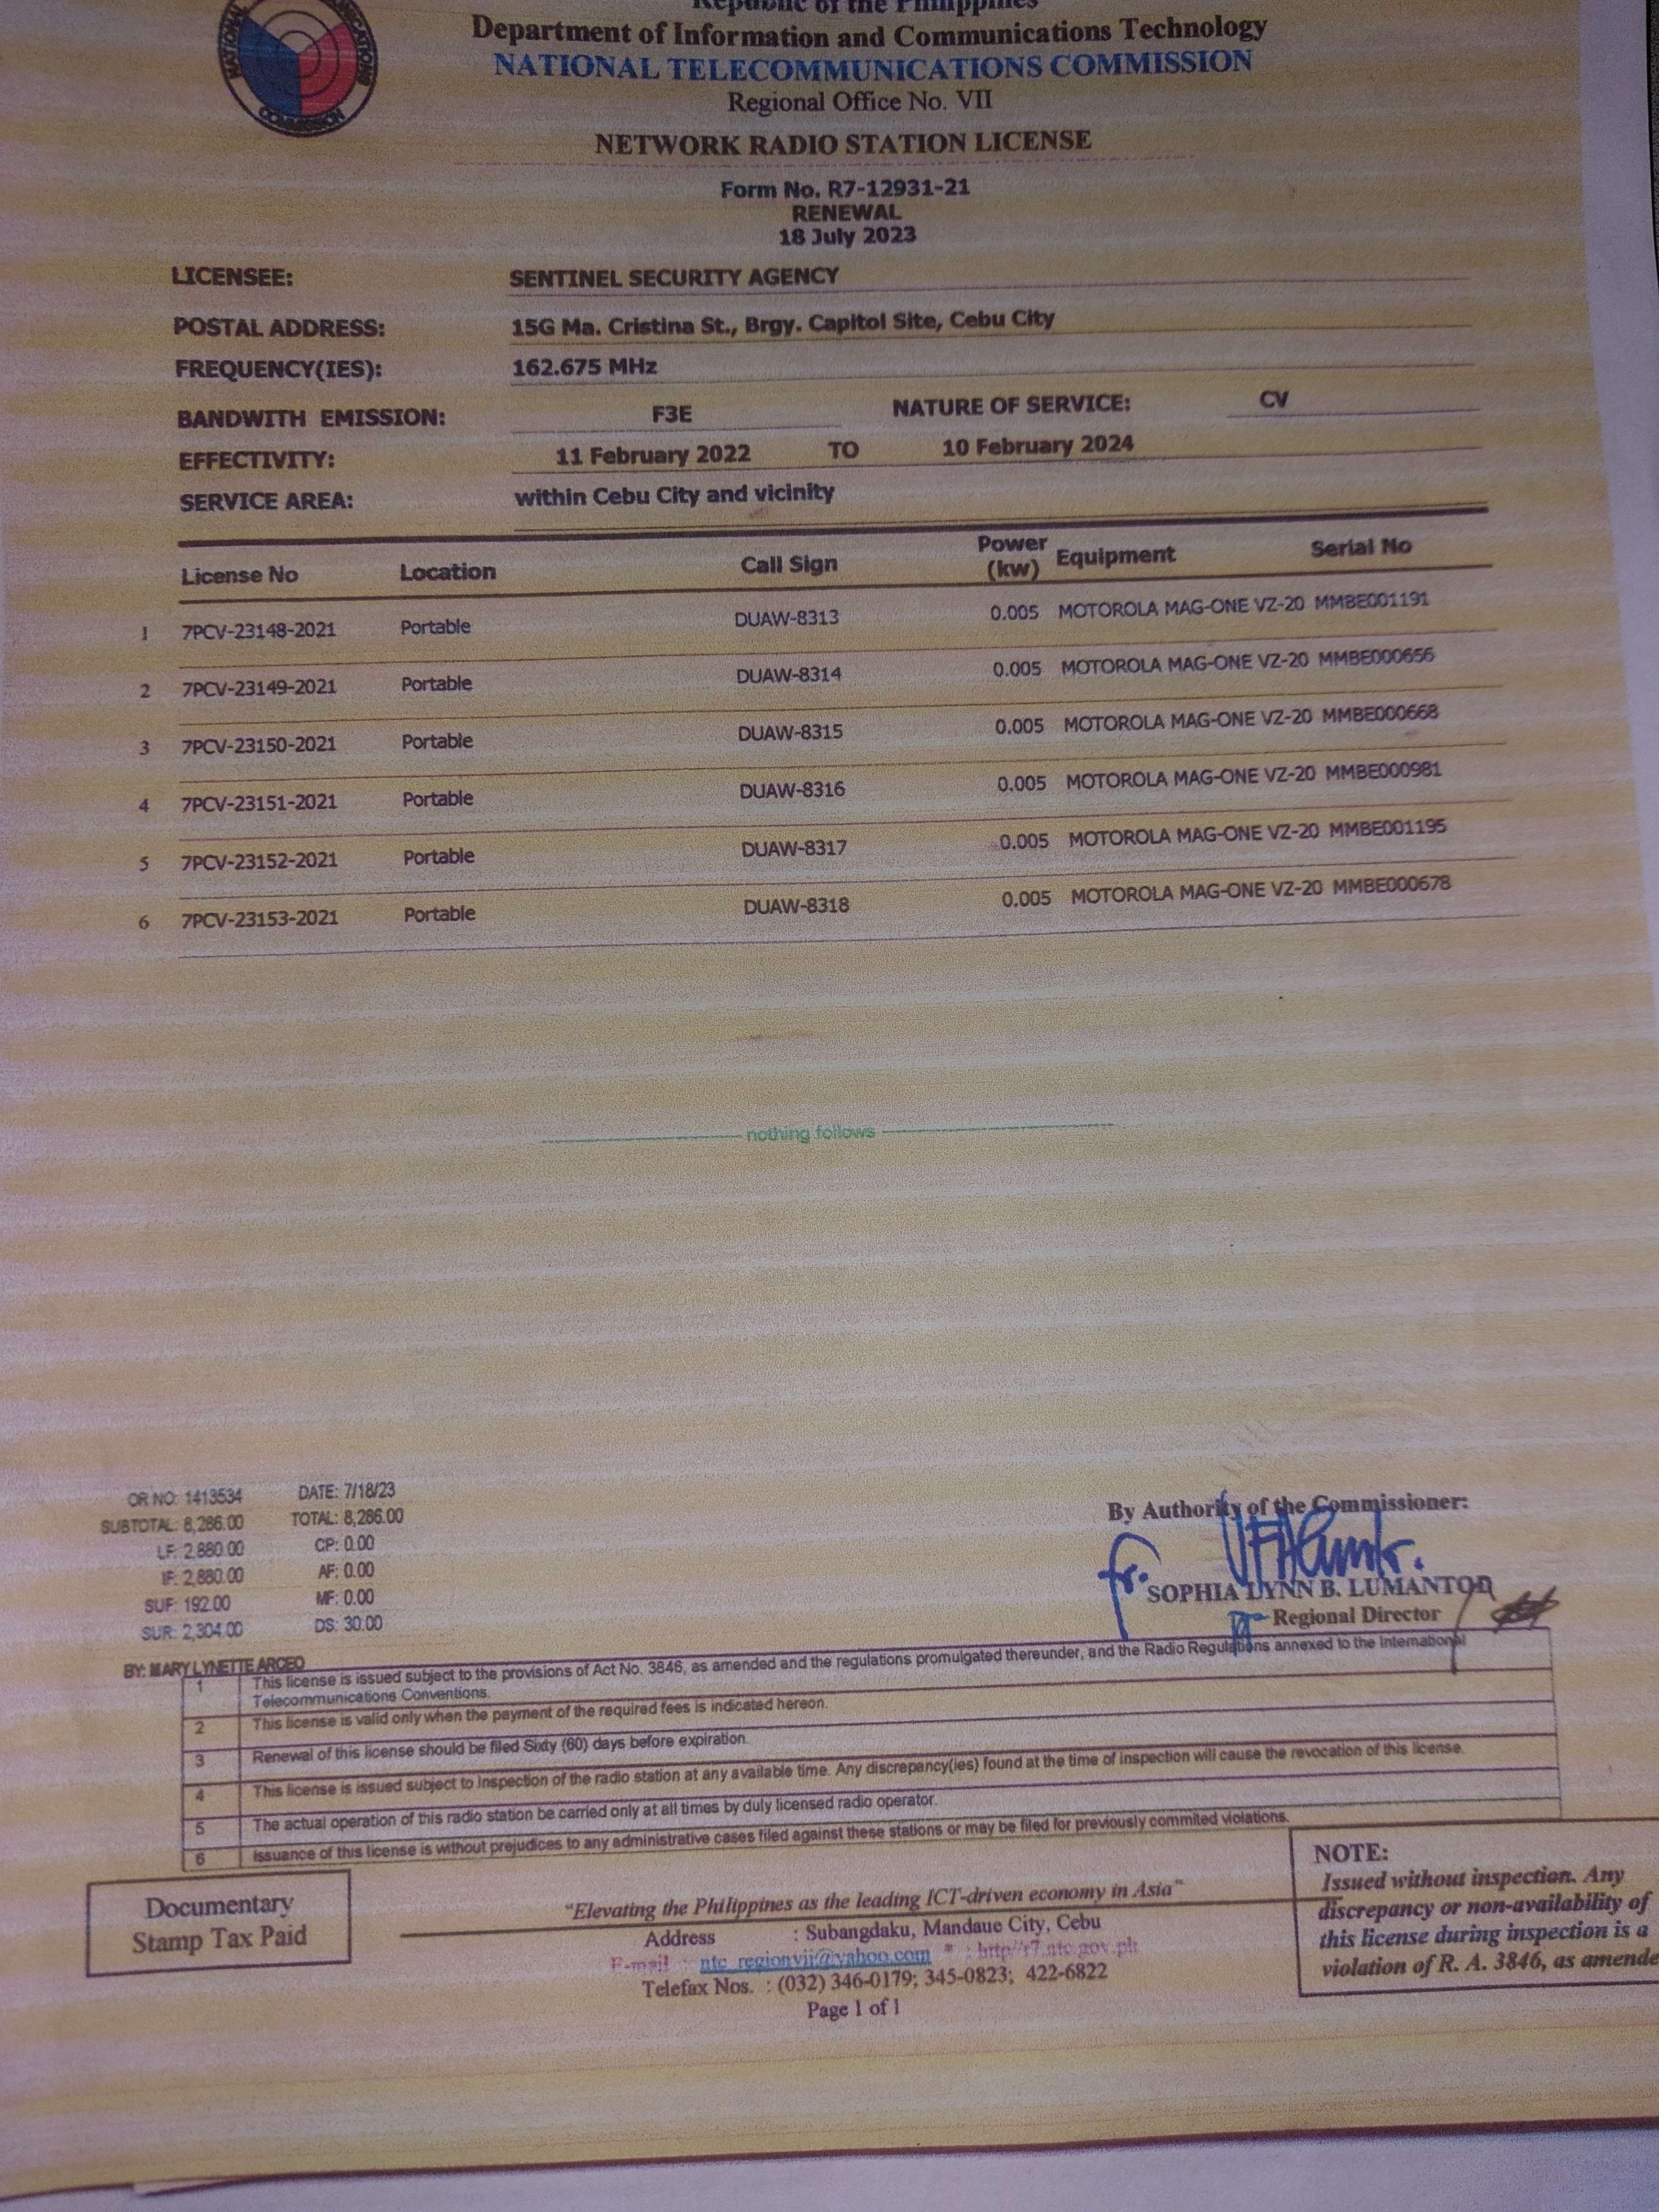 Republic of the Philippines
Department of Information and Communications Technology
NATIONAL TELECOMMUNICATIONS COMMISSION
Regional Office No. VII
NETWORK RADIO STATION LICENSE
Form No. R7-12931-21
RENEWAL
18 July 2023
LICENSEE: SENTINEL SECURITY AGENCY
POSTAL ADDRESS: 15G Ma. Cristina St., Brgy. Capitol Site, Cebu City
FREQUENCY(IES): 162.675 MHz
BANDWITH EMISSION: F3E NATURE OF SERVICE: CV
EFFECTIVITY: 11 February 2022 TO 10 February 2024
SERVICE AREA: within Cebu City and vicinity
License No Location Call Sign Power (kw) Equipment Serial No
1 7PCV-23148-2021 Portable DUAW-8313 0.005 MOTOROLA MAG-ONE VZ-20 MMBE001191
2 7PCV-23149-2021 Portable DUAW-8314 0.005 MOTOROLA MAG-ONE VZ-20 MMBE000656
3 7PCV-23150-2021 Portable DUAW-8315 0.005 MOTOROLA MAG-ONE VZ-20 MMBE000668
4 7PCV-23151-2021 Portable DUAW-8316 0.005 MOTOROLA MAG-ONE VZ-20 MMBE000981
5 7PCV-23152-2021 Portable DUAW-8317 0.005 MOTOROLA MAG-ONE VZ-20 MMBE001195
6 7PCV-23153-2021 Portable DUAW-8318 0.005 MOTOROLA MAG-ONE VZ-20 MMBE000678
nothing follows
OR NO: 1413534 DATE: 7/18/23
SUBTOTAL: 8,286.00 TOTAL: 8,286.00
LF: 2,880.00 CP: 0.00
IF: 2,880.00 AF: 0.00
SUF: 192.00 MF: 0.00
SUR: 2,304.00 DS: 30.00
BY: MARY LYNETTE ARCEO
By Authority of the Commissioner:
fr.
SOPHIA LYNN B. LUMANTOD
Regional Director
1 This license is issued subject to the provisions of Act No. 3846, as amended and the regulations promulgated thereunder, and the Radio Regulations annexed to the International
Telecommunications Conventions.
2 This license is valid only when the payment of the required fees is indicated hereon.
3 Renewal of this license should be filed Sixty (60) days before expiration.
4 This license is issued subject to inspection of the radio station at any available time. Any discrepancy(ies) found at the time of inspection will cause the revocation of this license.
5 The actual operation of this radio station be carried only at all times by duly licensed radio operator.
6 Issuance of this license is without prejudices to any administrative cases filed against these stations or may be filed for previously commited violations.
Documentary
Stamp Tax Paid
"Elevating the Philippines as the leading ICT-driven economy in Asia"
Address : Subangdaku, Mandaue City, Cebu
E-mail : ntc_regionvii@yahoo.com * : http//r7.ntc.gov.ph
Telefax Nos. : (032) 346-0179; 345-0823; 422-6822
Page 1 of 1
NOTE:
Issued without inspection. Any
discrepancy or non-availability of
this license during inspection is a
violation of R. A. 3846, as amende